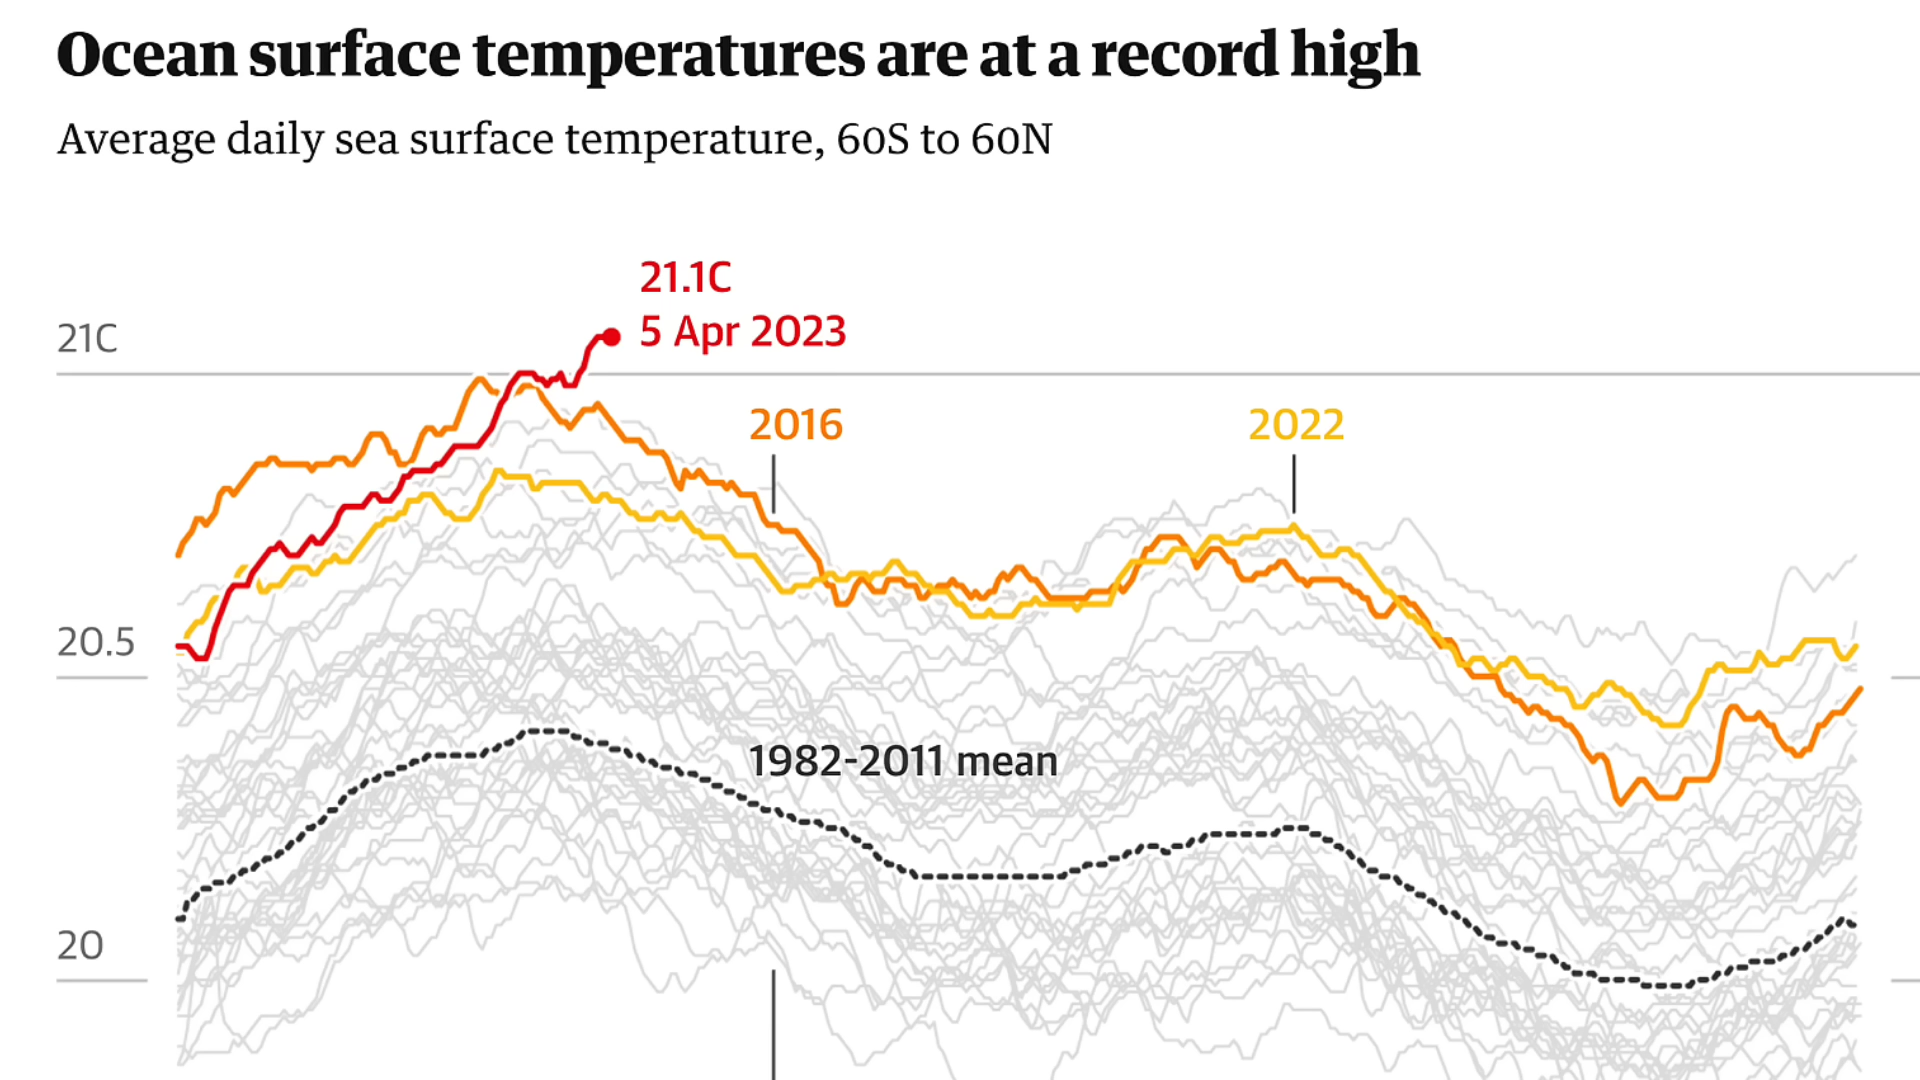 Ocean surface temperatures are at a record high
Average daily sea surface temperature, 60S to 60N
21.1C
5 Apr 2023
21C
2016
2022
20.5
1982-2011 mean
20